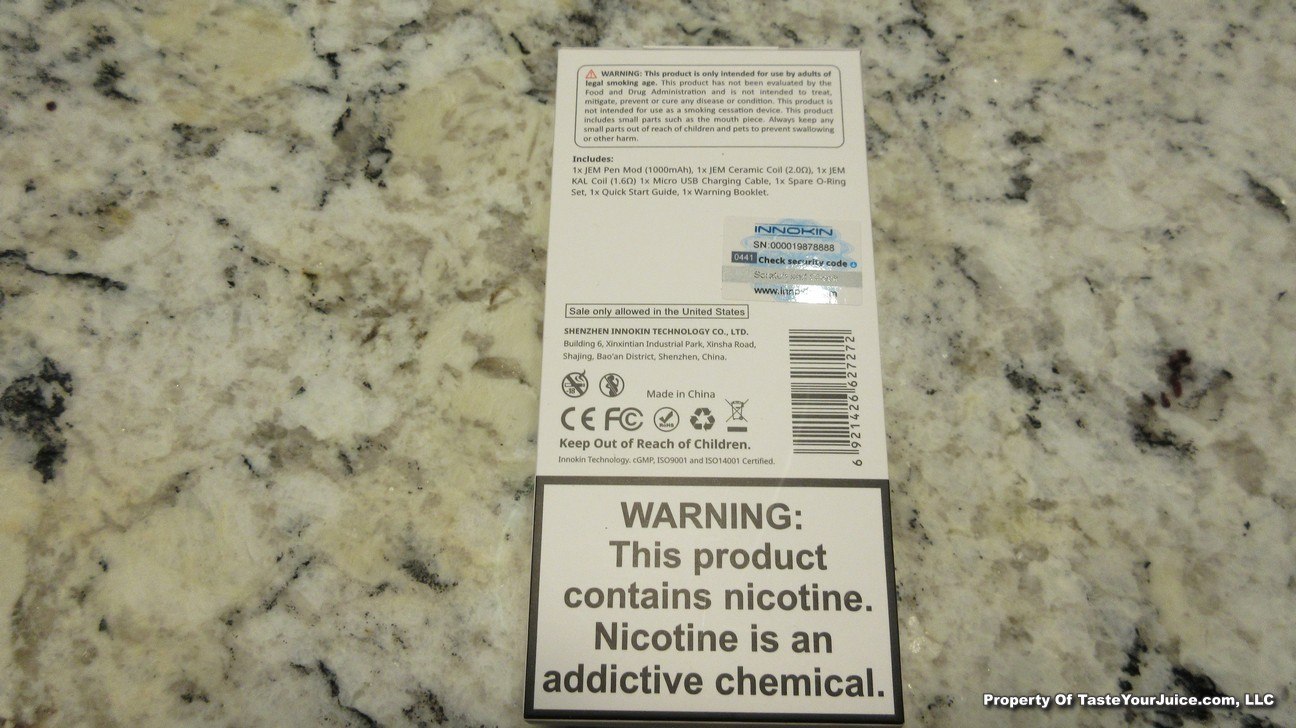 WARNING: This product is only intended for use by adults of
legal smoking age. This product has not been evaluated by the
Food and Drug Administration and is not intended to treat,
mitigate, prevent or cure any disease or condition. This product is
not intended for use as a smoking cessation device. This product
includes small parts such as the mouth piece. Always keep any
small parts out of reach of children and pets to prevent swallowing
or other harm.
Includes:
1x JEM Pen Mod (1000mAh), 1x JEM Ceramic Coil (2.0Ω), 1x JEM
KAL Coil (1.6Ω) 1x Micro USB Charging Cable, 1x Spare O-Ring
Set, 1x Quick Start Guide, 1x Warning Booklet.
INNOKIN
SN:000019878888
0441 Check security code
Sale only allowed in the United States
SHENZHEN INNOKIN TECHNOLOGY CO., LTD.
Building 6, Xinxintian Industrial Park, Xinsha Road,
Shajing, Bao'an District, Shenzhen, China.
-18
Made in China
CE FC RoHS
Keep Out of Reach of Children.
Innokin Technology. cGMP, ISO9001 and ISO14001 Certified.
6 921426 627272
WARNING:
This product
contains nicotine.
Nicotine is an
addictive chemical.
Property Of TasteYourJuice.com, LLC